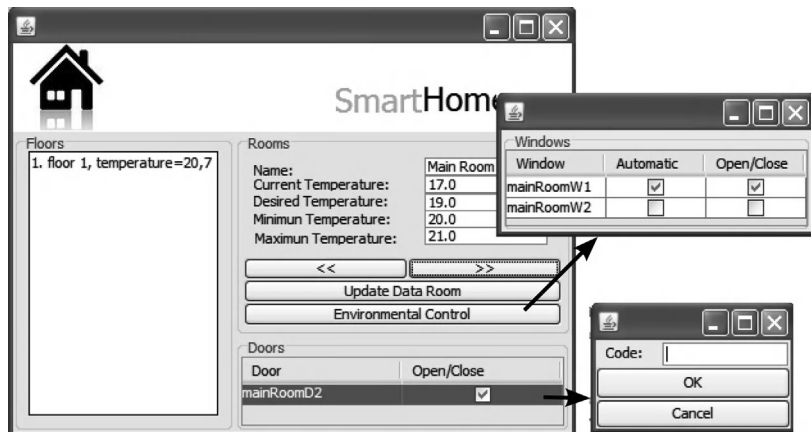 SmartHome
Floors
1. floor 1, temperature=20,7
Rooms
Name: Main Room
Current Temperature: 17.0
Desired Temperature: 19.0
Minimun Temperature: 20.0
Maximun Temperature: 21.0
<< >>
Update Data Room
Environmental Control
Doors
Door Open/Close
mainRoomD2
Windows
Window Automatic Open/Close
mainRoomW1
mainRoomW2
Code:
OK
Cancel